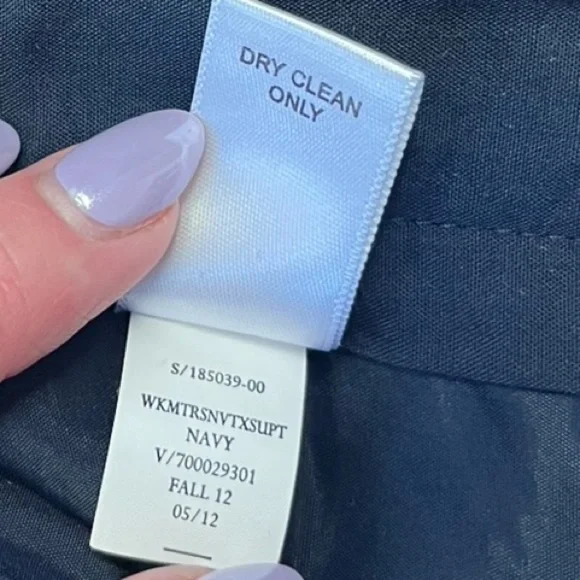 DRY CLEAN
ONLY
S/185039-00
WKMTRSNVTXSUPT
NAVY
V/700029301
FALL 12
05/12